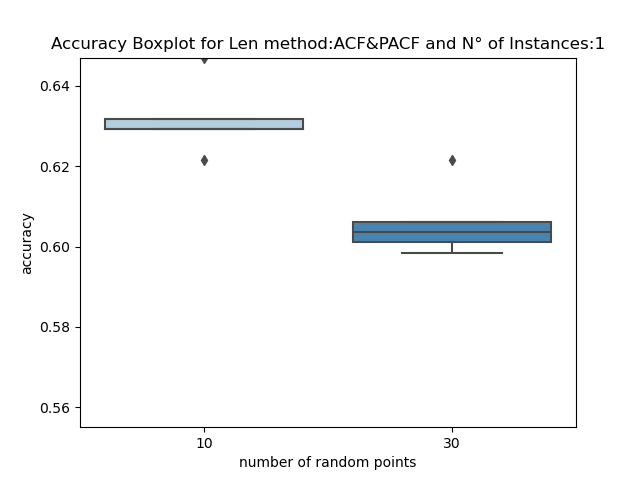 Accuracy Boxplot for Len method:ACF&PACF and N° of Instances:1
0.64
0.62
0.60
0.58
0.56
accuracy
10
30
number of random points